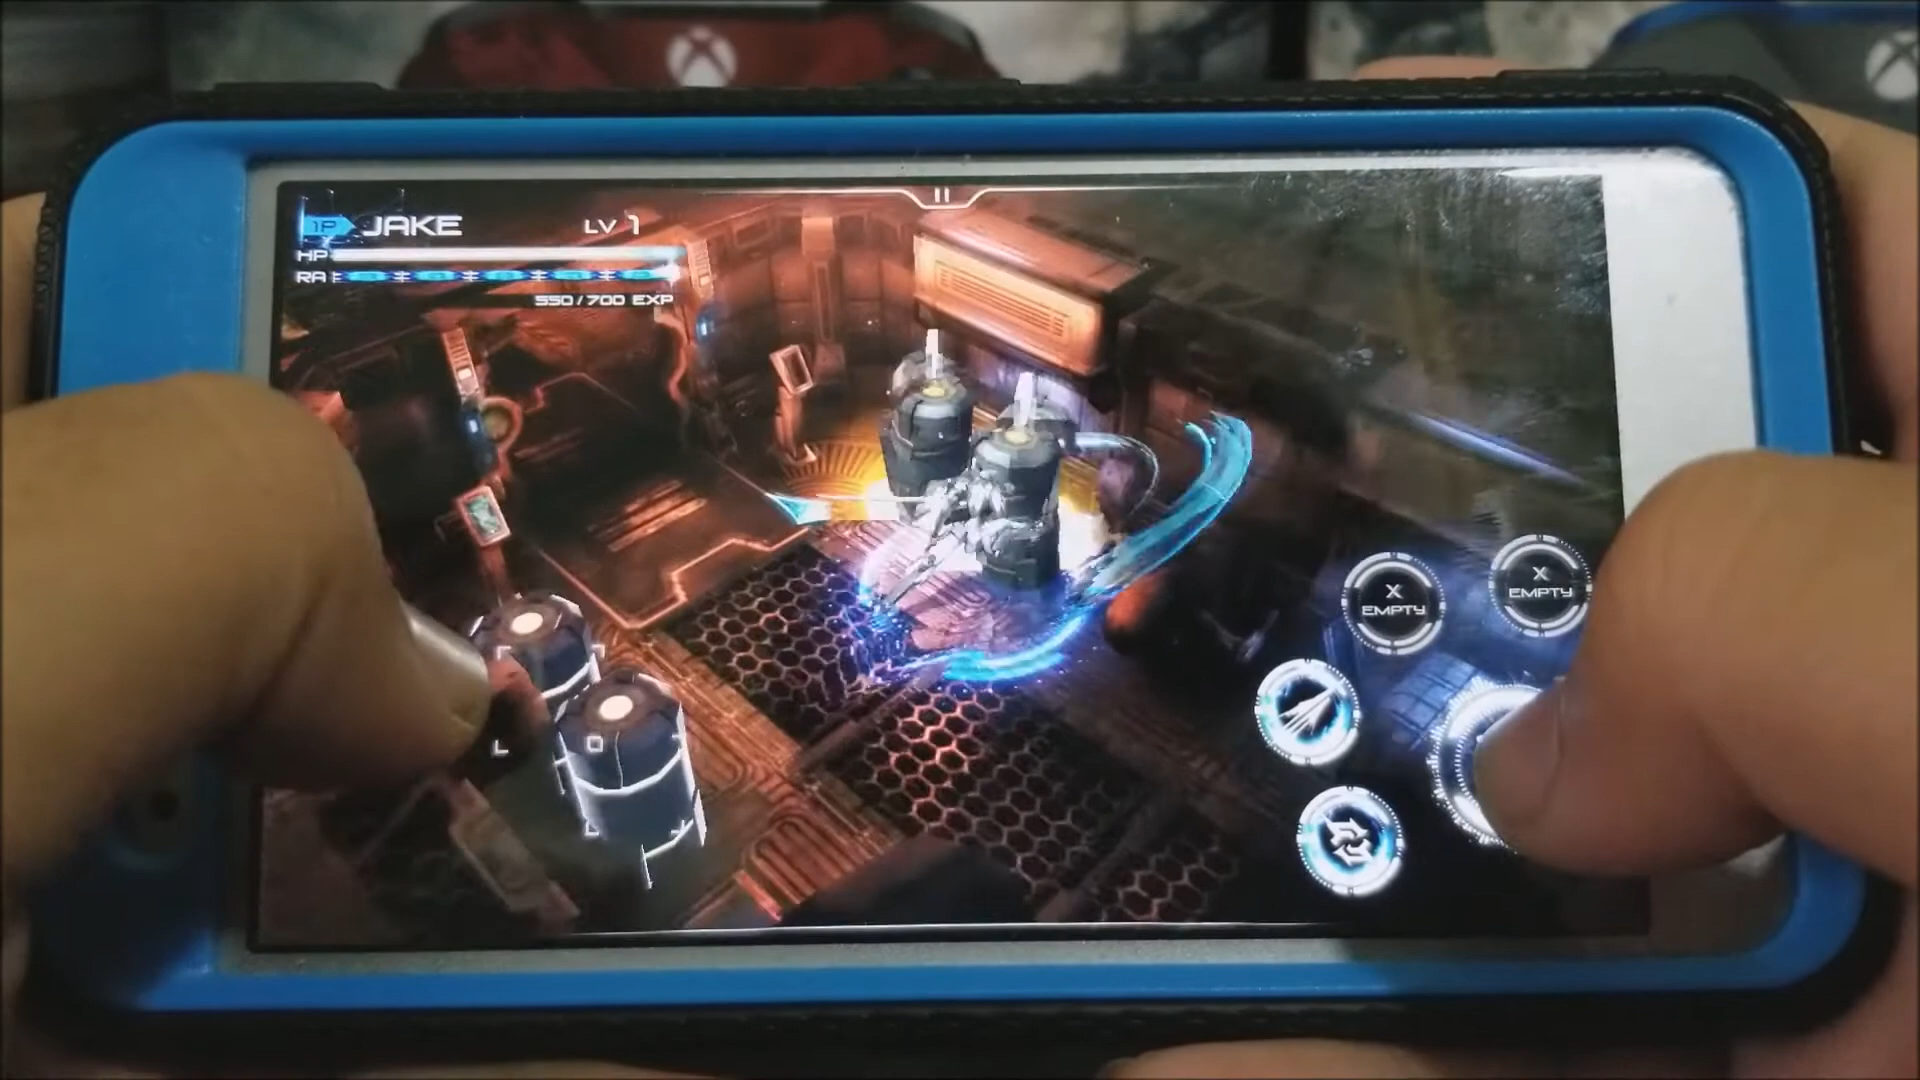 1P JAKE LV 1
HP
RA
550/700 EXP
X
EMPTY
X
EMPTY